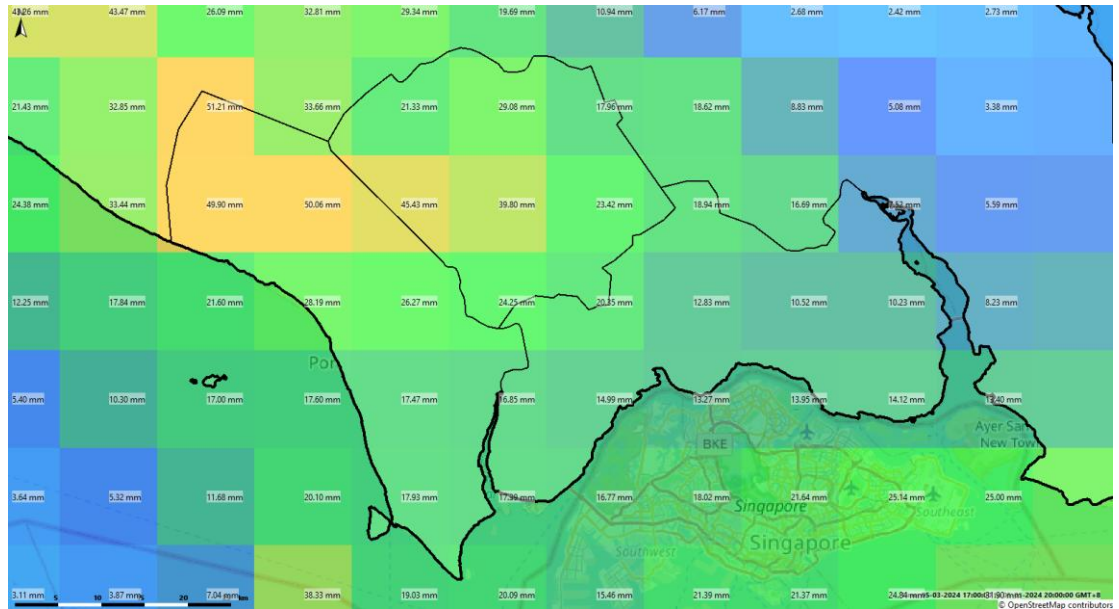 43.47 mm 26.09 mm 32.81 mm 29.34 mm 19.69 mm 10.94 mm 6.17 mm 2.68 mm 2.42 mm 2.73 mm
21.43 mm 32.85 mm 51.21 mm 33.66 mm 21.33 mm 29.08 mm 17.96 mm 18.62 mm 8.83 mm 5.08 mm 3.38 mm
24.38 mm 33.44 mm 49.90 mm 50.06 mm 45.43 mm 39.80 mm 23.42 mm 18.94 mm 16.69 mm 5.59 mm
12.25 mm 17.84 mm 21.60 mm 28.19 mm 26.27 mm 24.25 mm 20.35 mm 12.83 mm 10.52 mm 10.23 mm 8.23 mm
Pon
5.40 mm 10.30 mm 17.00 mm 17.60 mm 17.47 mm 16.85 mm 14.99 mm 13.27 mm 13.95 mm 14.12 mm 13.40 mm
Ayer
New Town
BKE
3.64 mm 5.32 mm 11.68 mm 20.10 mm 17.93 mm 17.39 mm 16.77 mm 18.02 mm 21.64 mm 25.14 mm 25.00 mm
Singapore
Southeast
Southwest
Singapore
3.11 mm 3.87 mm 7.04 mm 38.33 mm 19.03 mm 20.09 mm 15.46 mm 21.39 mm 21.37 mm
5 10 15 km
-2024 20:00:00 GMT+8
© OpenStreetMap contributors